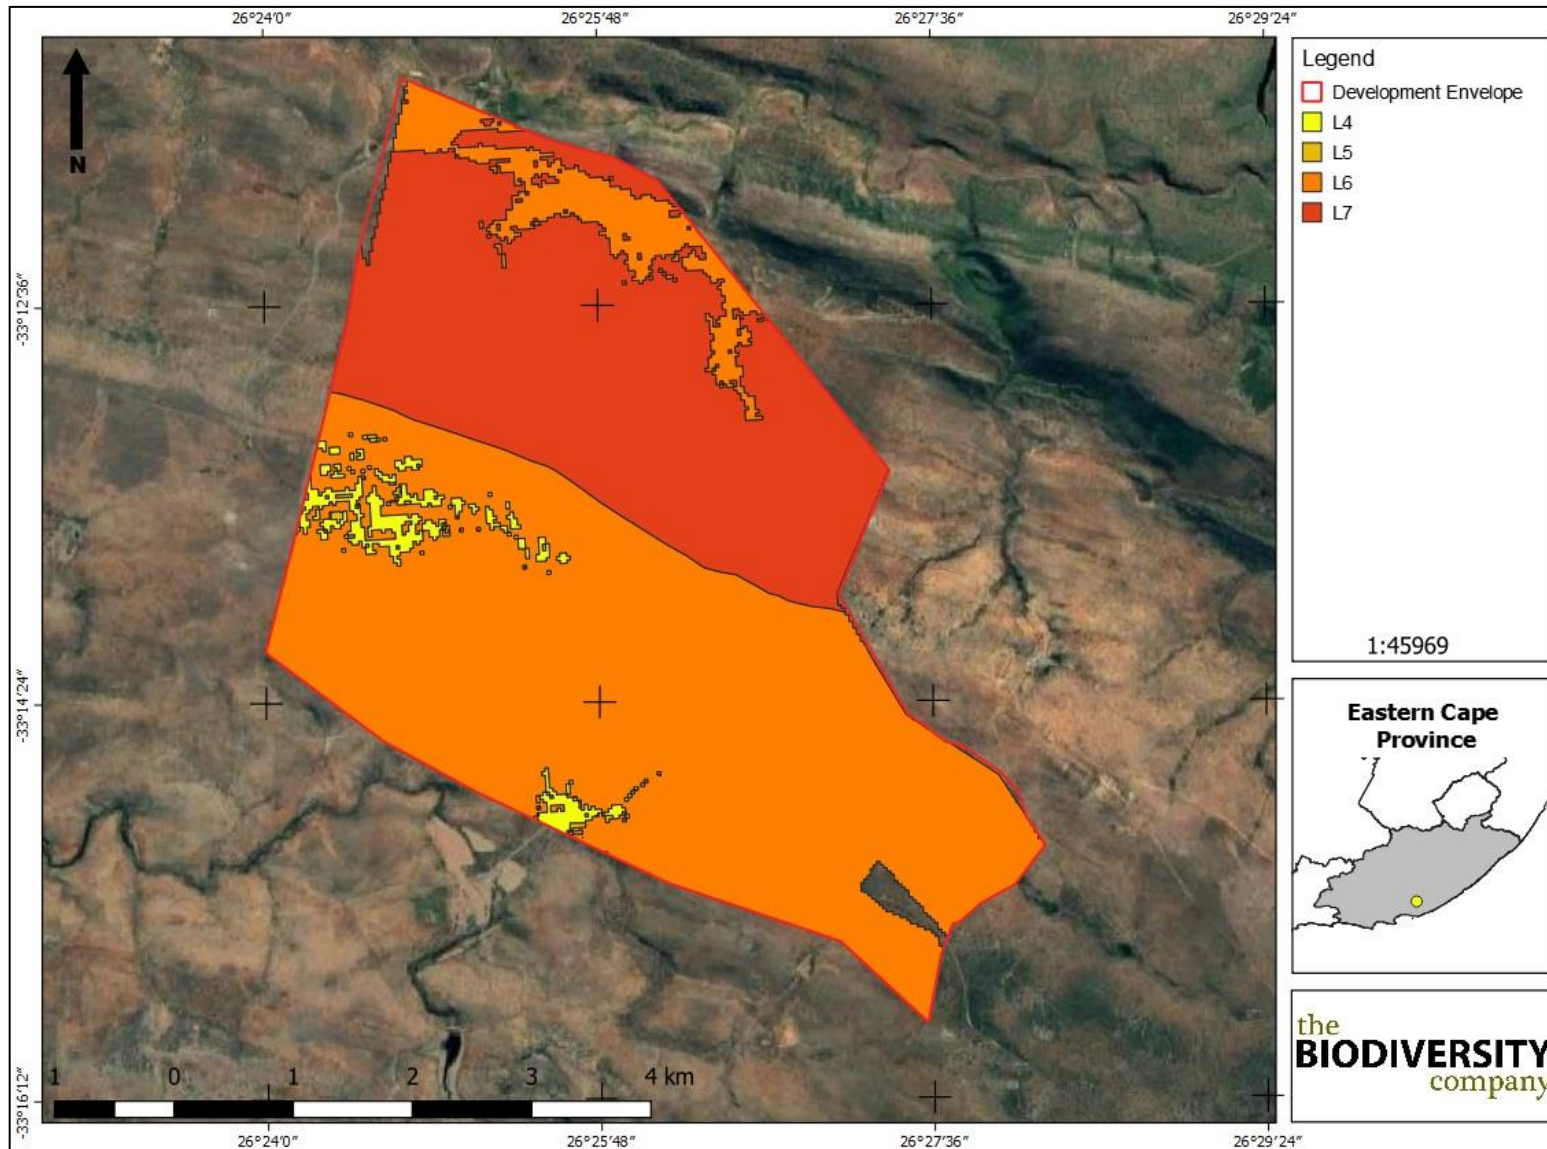 26°24′0″ 26°25′48″ 26°27′36″ 26°29′24″
N
-33°12′36″
-33°14′24″
-33°16′12″
1 0 1 2 3 4 km
26°24′0″ 26°25′48″ 26°27′36″ 26°29′24″
Legend
Development Envelope
L4
L5
L6
L7
1:45969
Eastern Cape
Province
the
BIODIVERSITY
company